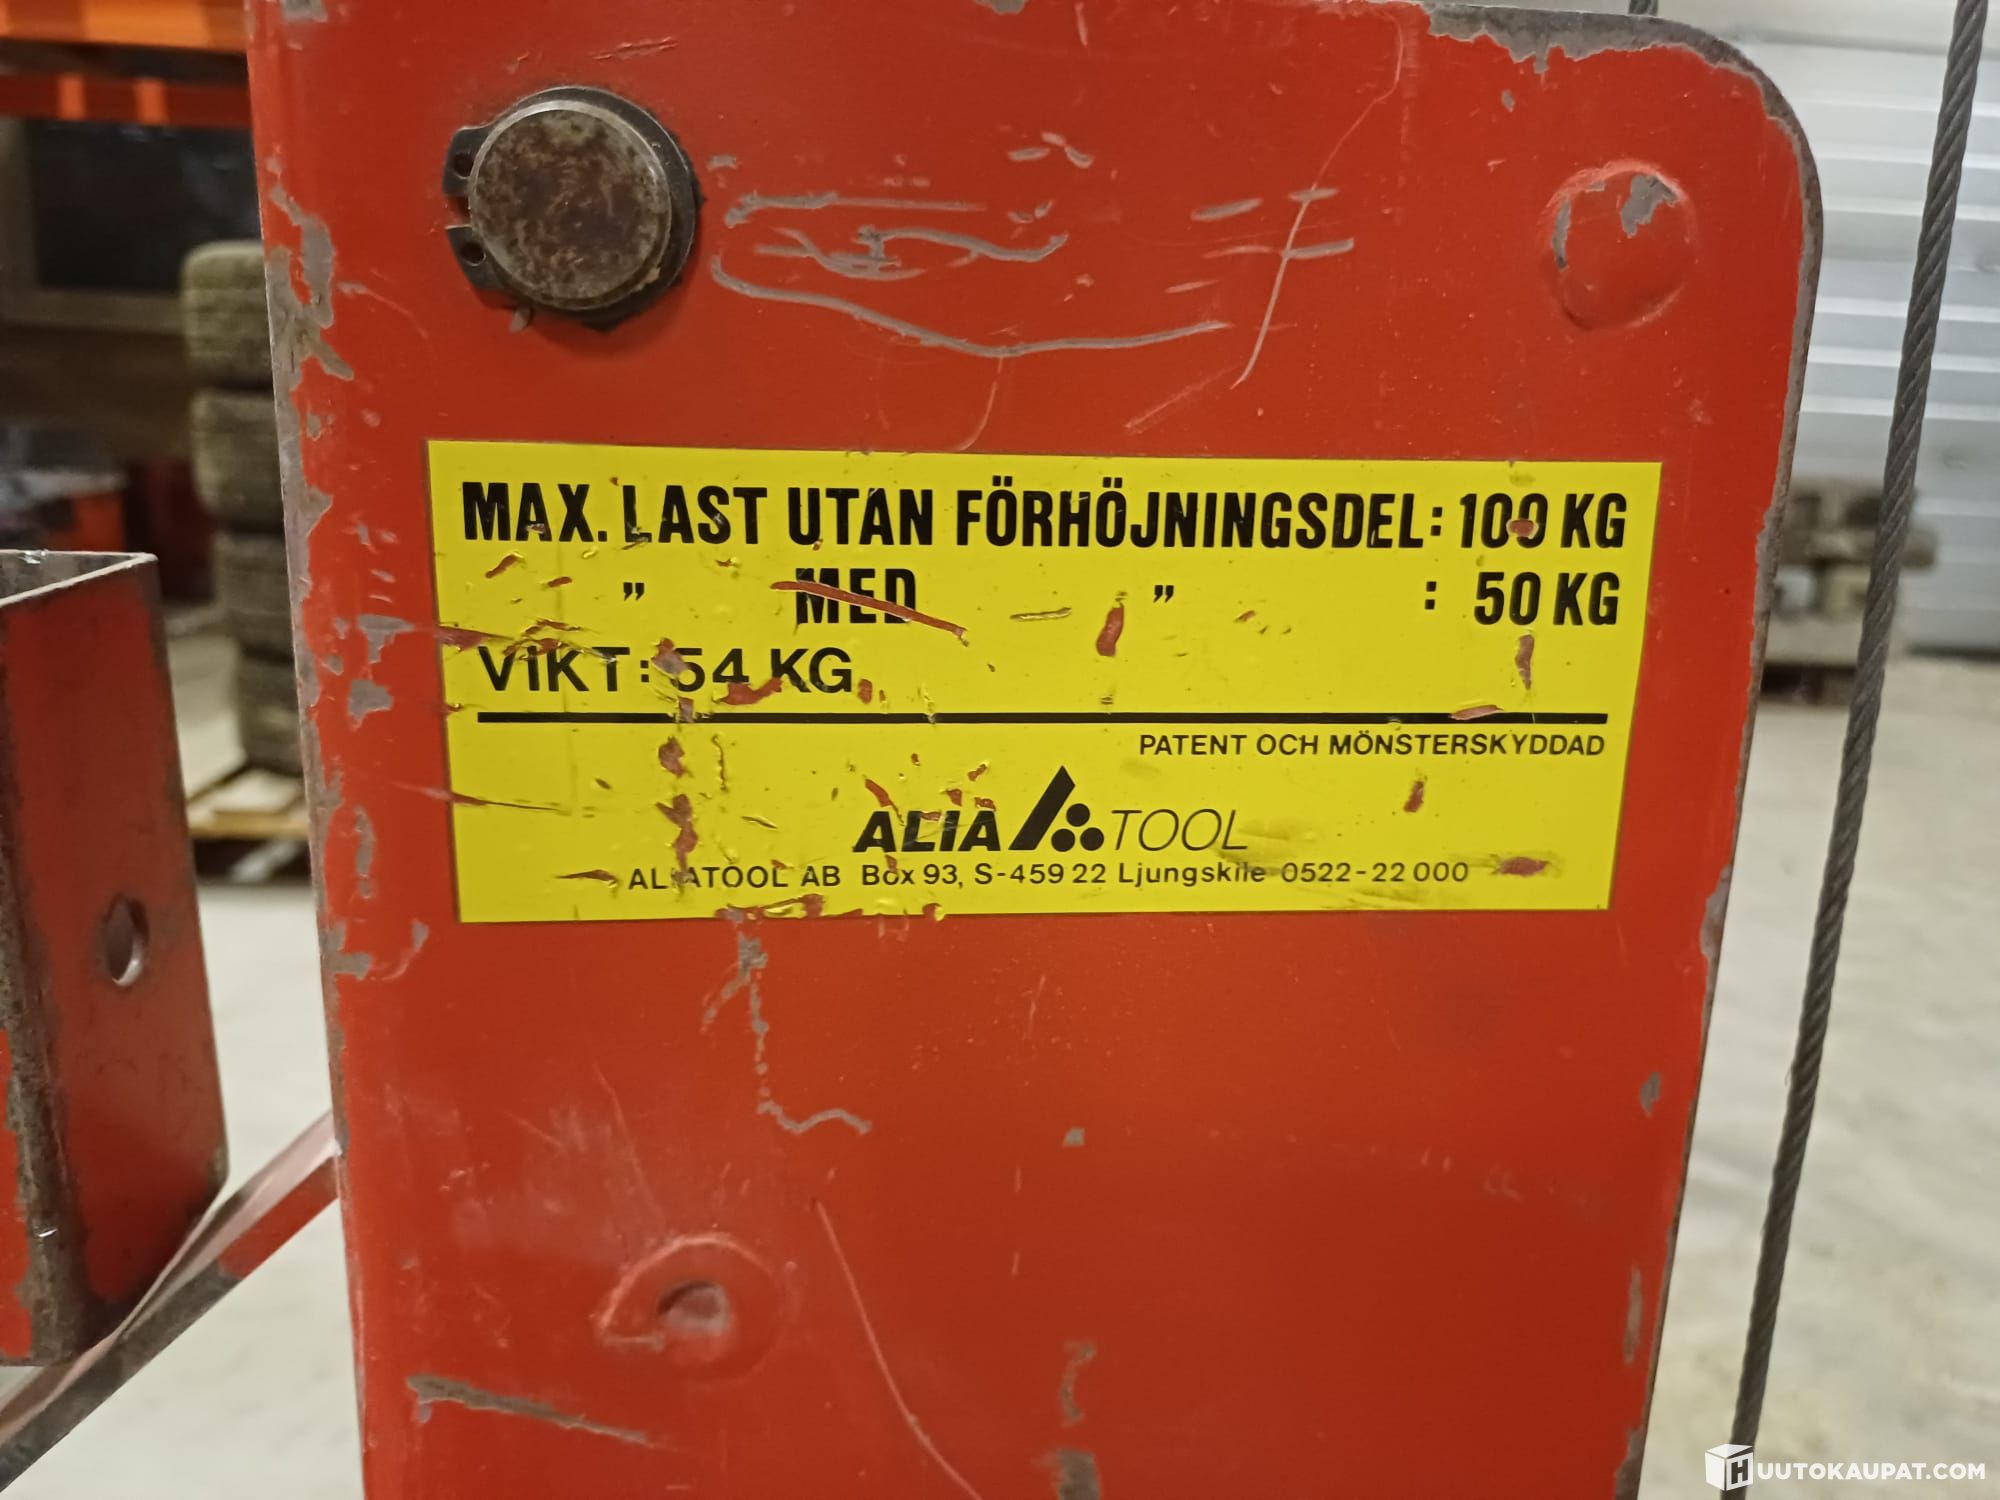 MAX. LAST UTAN FÖRHÖJNINGSDEL: 100 KG
" MED " : 50 KG
VIKT: 54 KG
PATENT OCH MÖNSTERSKYDDAD
ALIA TOOL
ALIATOOL AB Box 93, S-459 22 Ljungskile 0522-22 000
HUUTOKAUPAT.COM